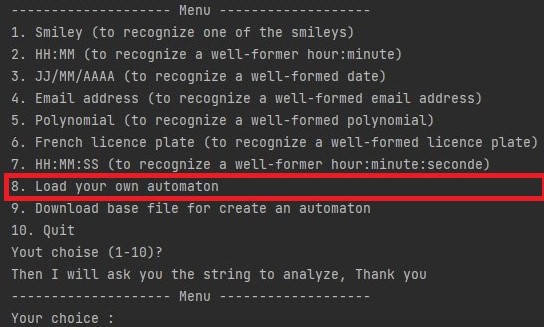 -------------------- Menu -------------------
1. Smiley (to recognize one of the smileys)
2. HH:MM (to recognize a well-former hour:minute)
3. JJ/MM/AAAA (to recognize a well-formed date)
4. Email address (to recognize a well-formed email address)
5. Polynomial (to recognize a well-formed polynomial)
6. French licence plate (to recognize a well-formed licence plate)
7. HH:MM:SS (to recognize a well-former hour:minute:seconde)
8. Load your own automaton
9. Download base file for create an automaton
10. Quit
Yout choise (1-10)?
Then I will ask you the string to analyze, Thank you
-------------------- Menu -------------------
Your choice :